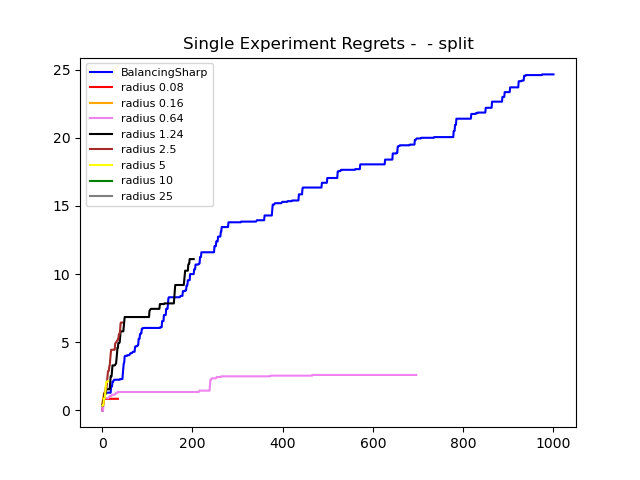 Single Experiment Regrets -  - split
BalancingSharp
radius 0.08
radius 0.16
radius 0.64
radius 1.24
radius 2.5
radius 5
radius 10
radius 25
25
20
15
10
5
0
0 200 400 600 800 1000